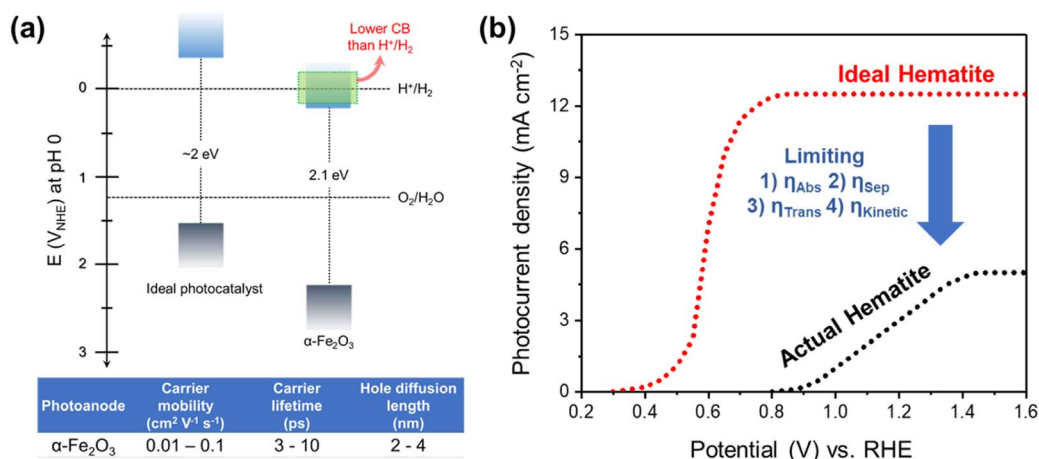 (a)
Lower CB
than H⁺/H₂
0
H⁺/H₂
~2 eV
2.1 eV
1
O₂/H₂O
2
Ideal photocatalyst
α-Fe₂O₃
3
E (V_NHE) at pH 0
Photoanode
Carrier
mobility
(cm² V⁻¹ s⁻¹)
Carrier
lifetime
(ps)
Hole diffusion
length
(nm)
α-Fe₂O₃ 0.01 – 0.1 3 - 10 2 - 4
(b)
Photocurrent density (mA cm⁻²)
15
12
9
6
3
0
Ideal Hematite
Limiting
1) η_Abs 2) η_Sep
3) η_Trans 4) η_Kinetic
Actual Hematite
0.2 0.4 0.6 0.8 1.0 1.2 1.4 1.6
Potential (V) vs. RHE